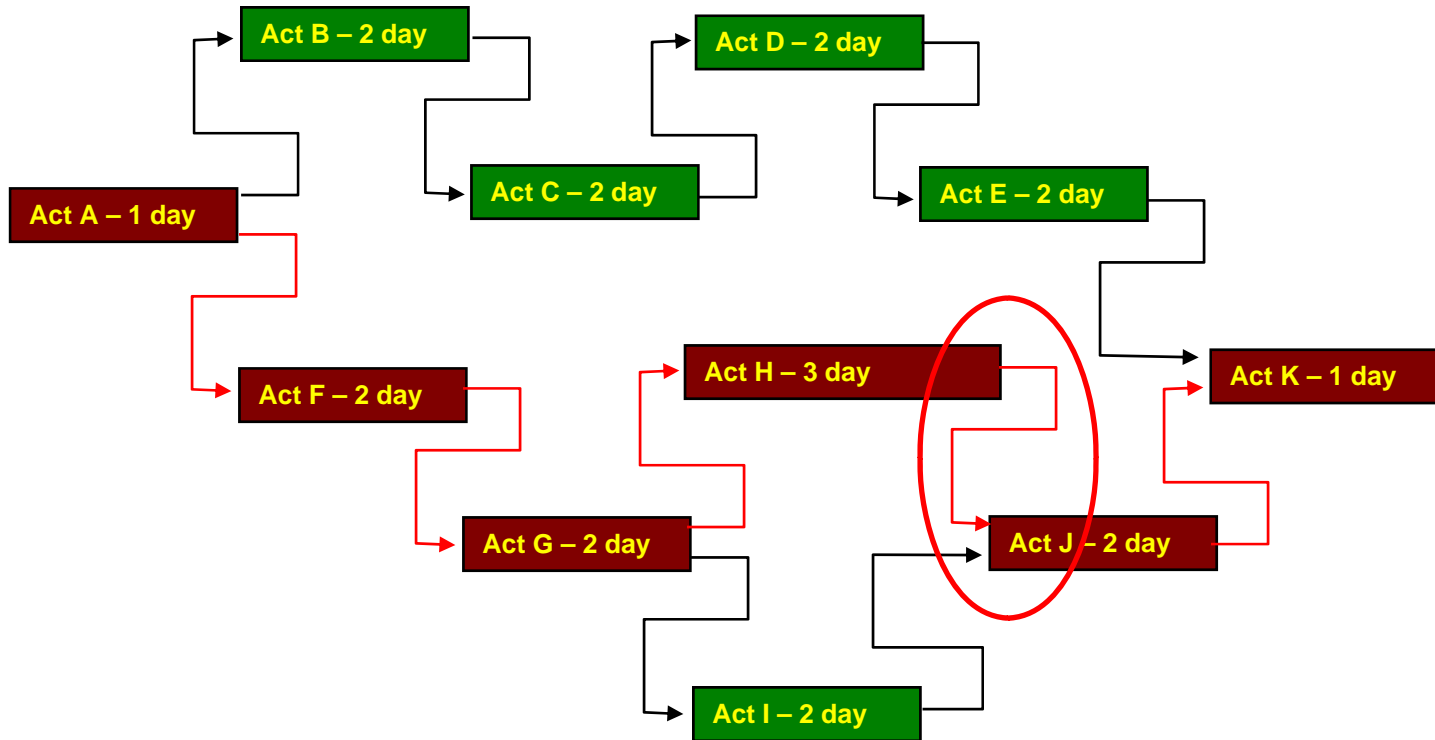 Act B – 2 day
Act D – 2 day
Act C – 2 day
Act E – 2 day
Act A – 1 day
Act H – 3 day
Act K – 1 day
Act F – 2 day
Act G – 2 day
Act J – 2 day
Act I – 2 day